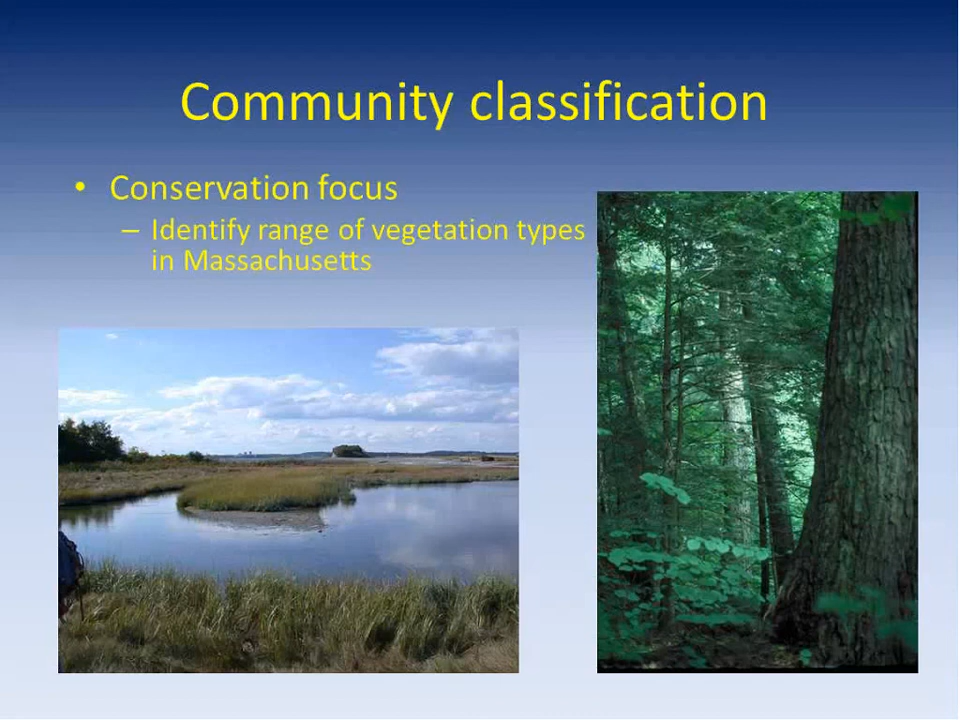 Community classification
• Conservation focus
– Identify range of vegetation types
in Massachusetts